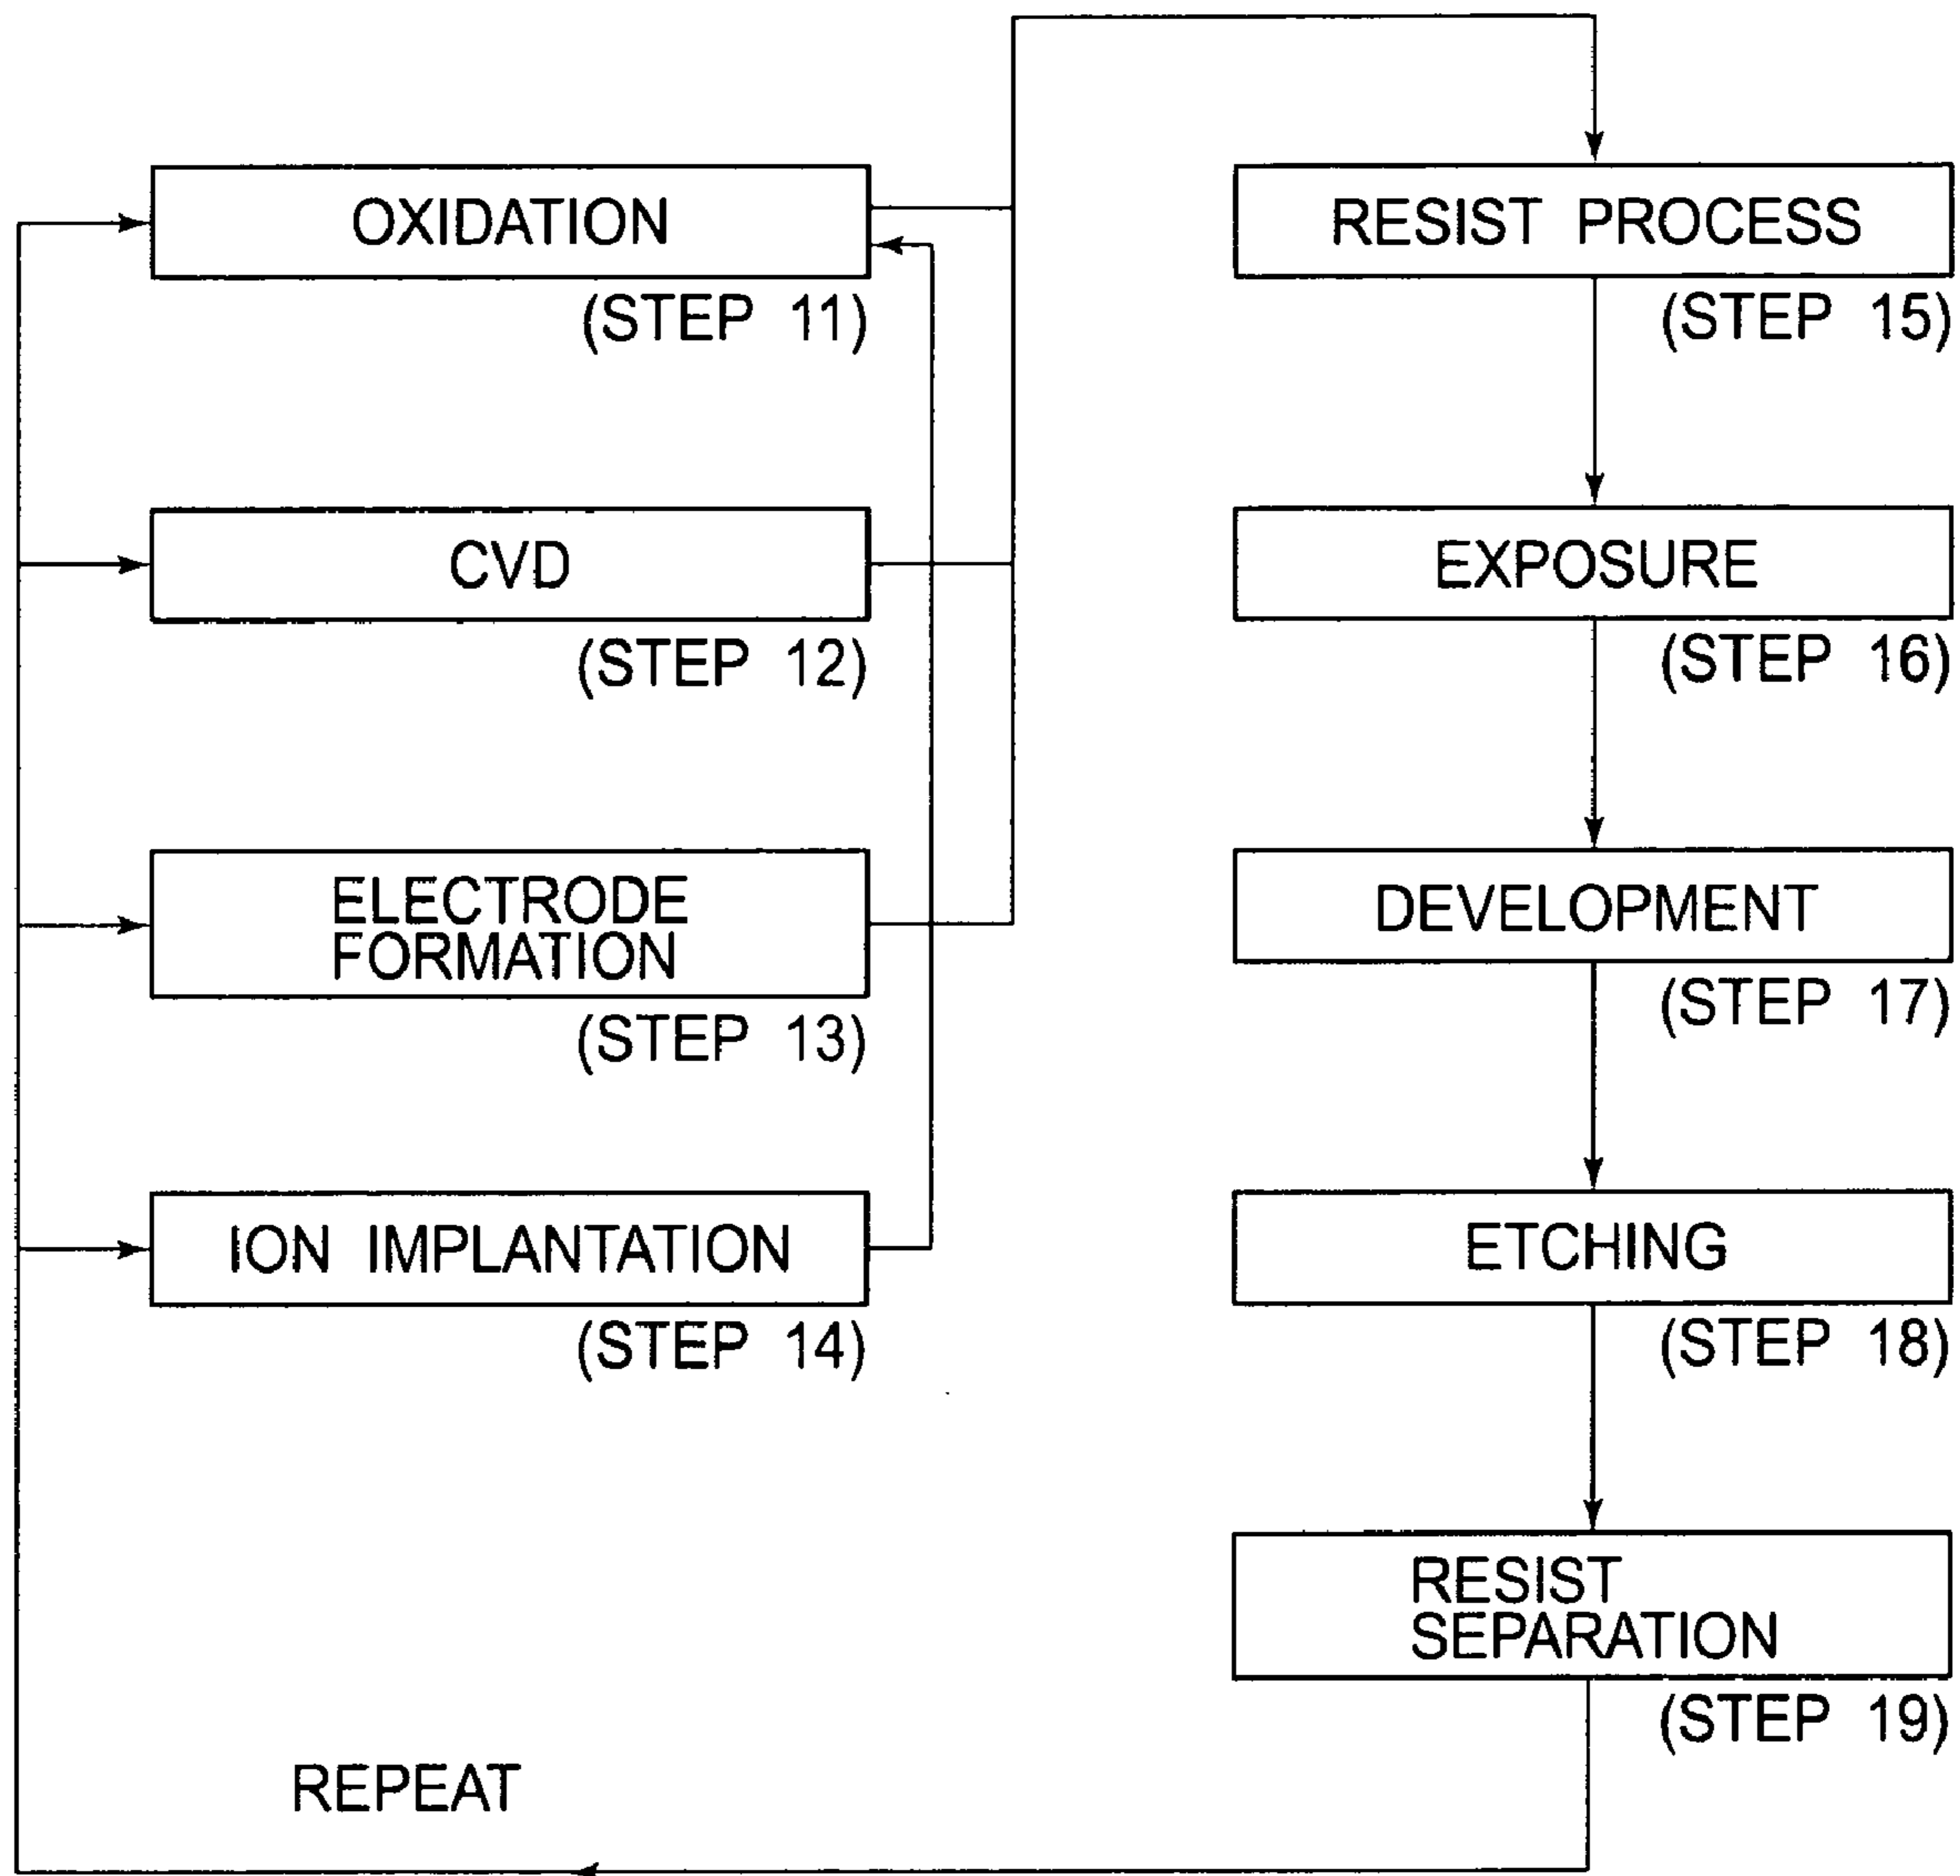 OXIDATION
(STEP 11)
CVD
(STEP 12)
ELECTRODE
FORMATION
(STEP 13)
ION IMPLANTATION
(STEP 14)
REPEAT
RESIST PROCESS
(STEP 15)
EXPOSURE
(STEP 16)
DEVELOPMENT
(STEP 17)
ETCHING
(STEP 18)
RESIST
SEPARATION
(STEP 19)